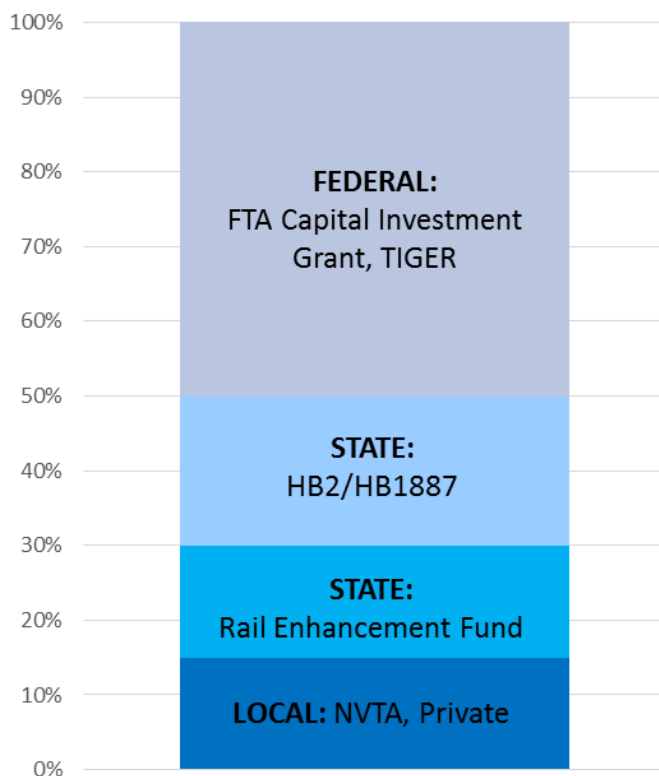 100%
90%
80%
70%
60%
50%
40%
30%
20%
10%
0%
FEDERAL:
FTA Capital Investment
Grant, TIGER
STATE:
HB2/HB1887
STATE:
Rail Enhancement Fund
LOCAL: NVTA, Private